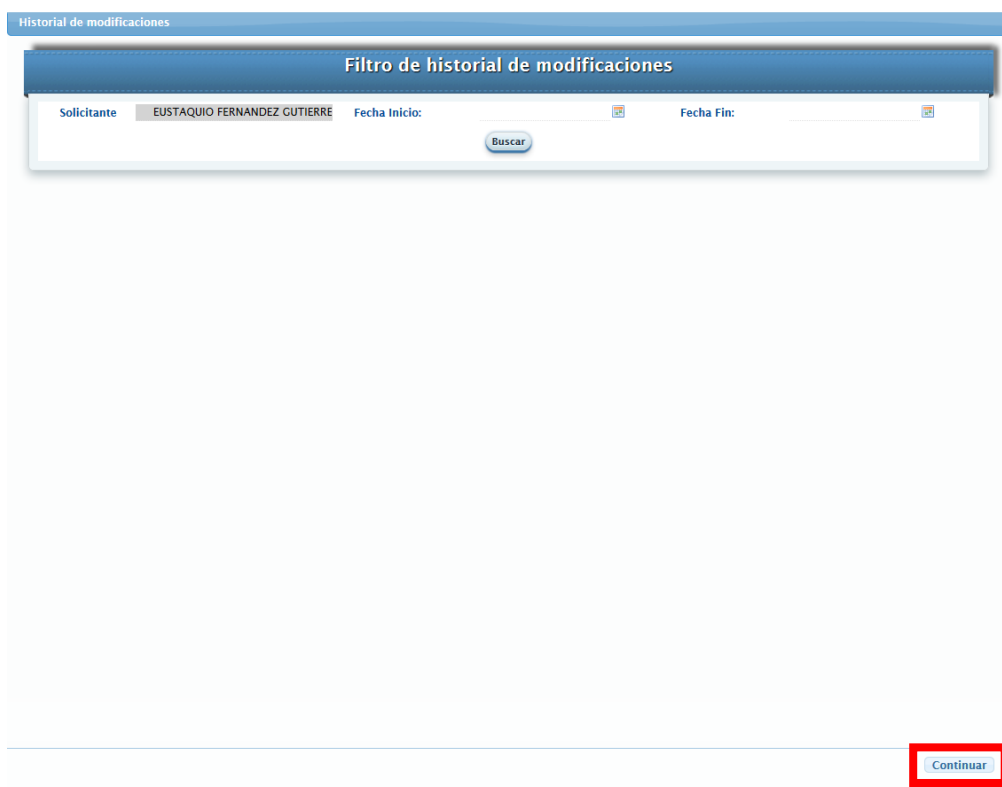 Historial de modificaciones
Filtro de historial de modificaciones
Solicitante EUSTAQUIO FERNANDEZ GUTIERRE Fecha Inicio: Fecha Fin:
Buscar
Continuar